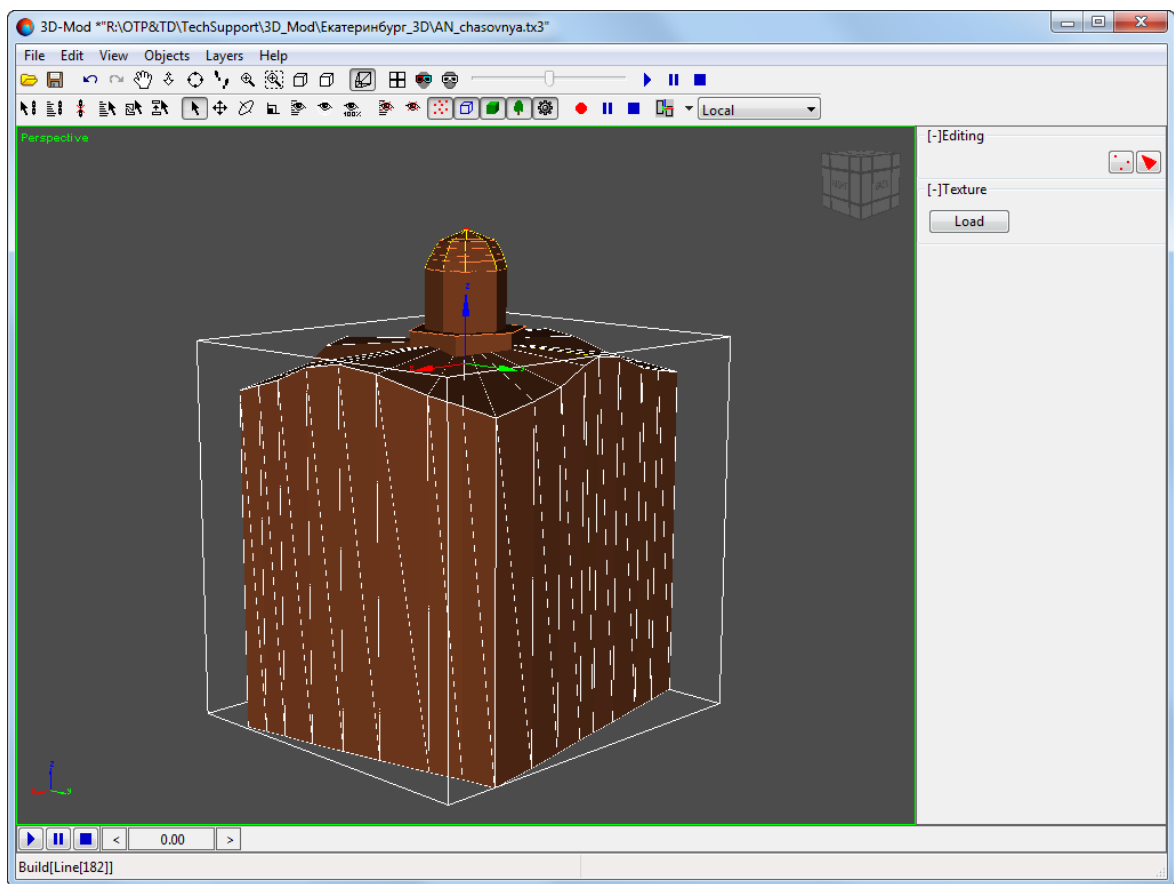 3D-Mod *"R:\OTP&TD\TechSupport\3D_Mod\Екатеринбург_3D\AN_chasovnya.tx3"
File Edit View Objects Layers Help
100%
Local
Perspective
[-]Editing
[-]Texture
Load
z
z
y
< 0.00 >
Build[Line[182]]